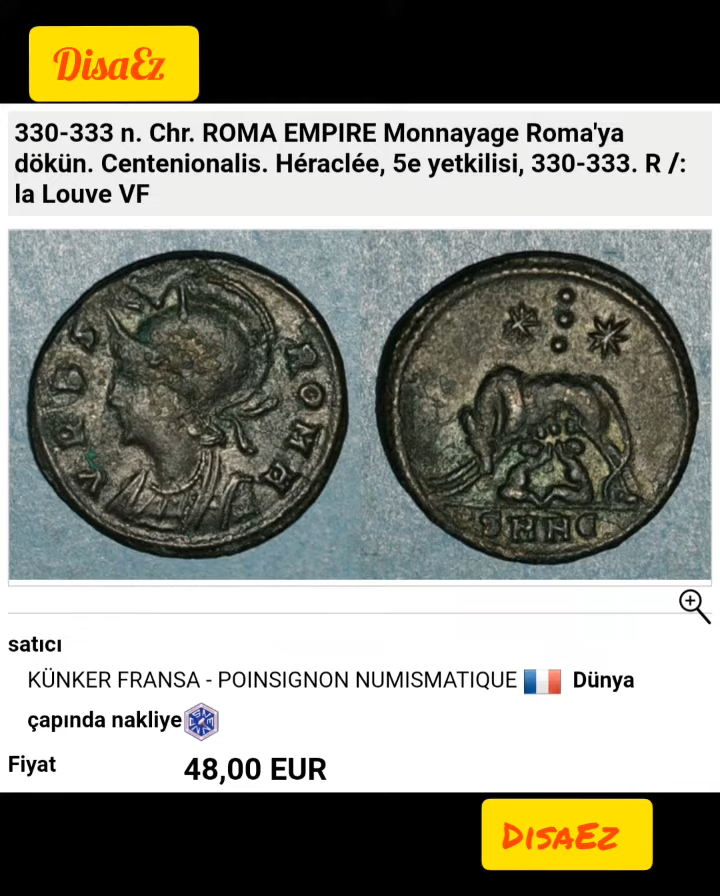 DisaEz
330-333 n. Chr. ROMA EMPIRE Monnayage Roma'ya
dökün. Centenionalis. Héraclée, 5e yetkilisi, 330-333. R /:
la Louve VF
VRBS ROMA
SMH
satıcı
KÜNKER FRANSA - POINSIGNON NUMISMATIQUE Dünya
çapında nakliye
Fiyat 48,00 EUR
DISAEZ